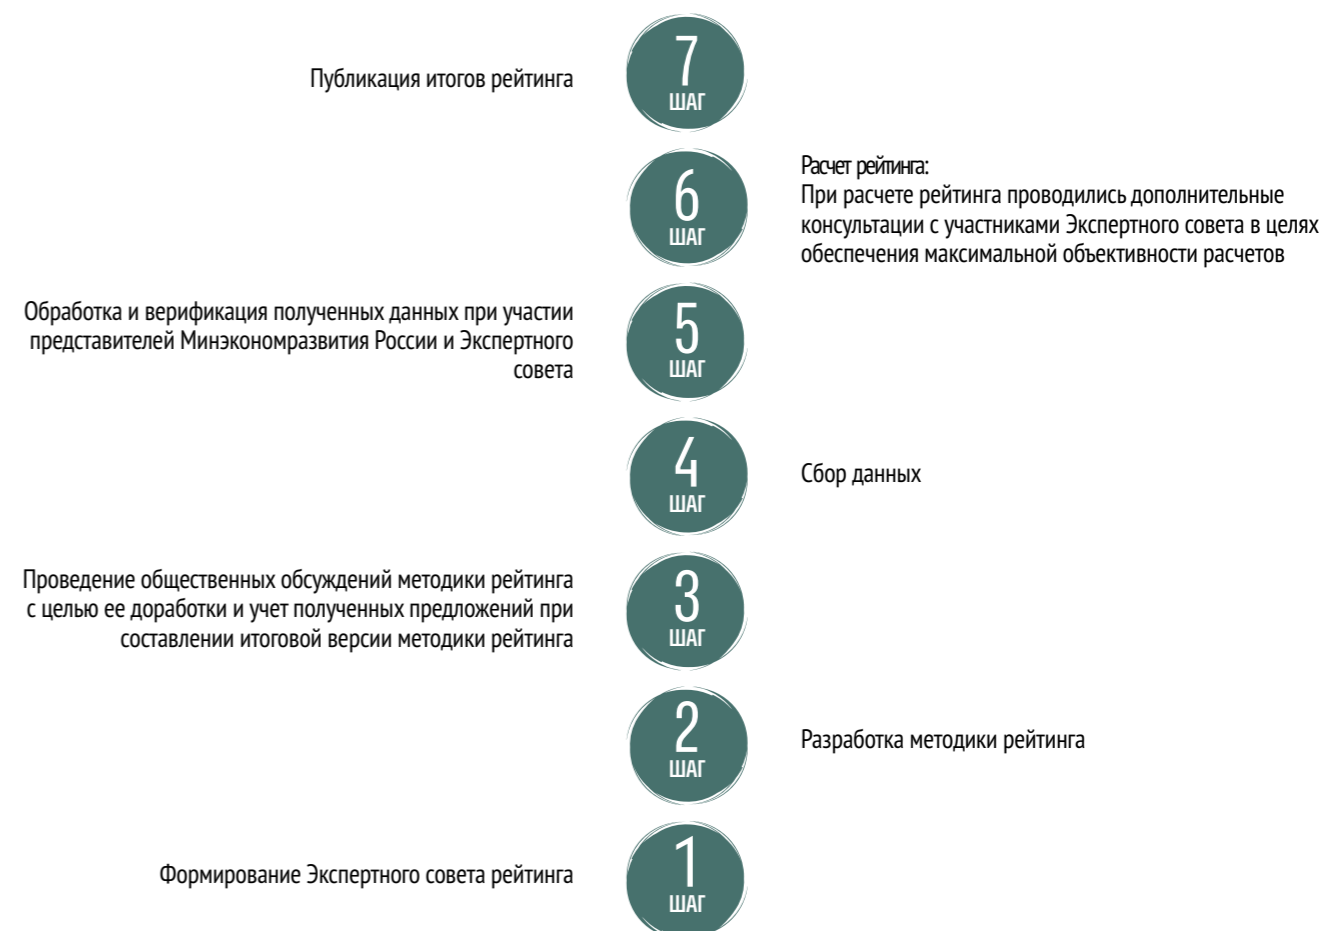 Публикация итогов рейтинга
7
ШАГ
6
ШАГ
Расчет рейтинга:
При расчете рейтинга проводились дополнительные
консультации с участниками Экспертного совета в целях
обеспечения максимальной объективности расчетов
Обработка и верификация полученных данных при участии
представителей Минэкономразвития России и Экспертного
совета
5
ШАГ
4
ШАГ
Сбор данных
Проведение общественных обсуждений методики рейтинга
с целью ее доработки и учет полученных предложений при
составлении итоговой версии методики рейтинга
3
ШАГ
2
ШАГ
Разработка методики рейтинга
Формирование Экспертного совета рейтинга
1
ШАГ